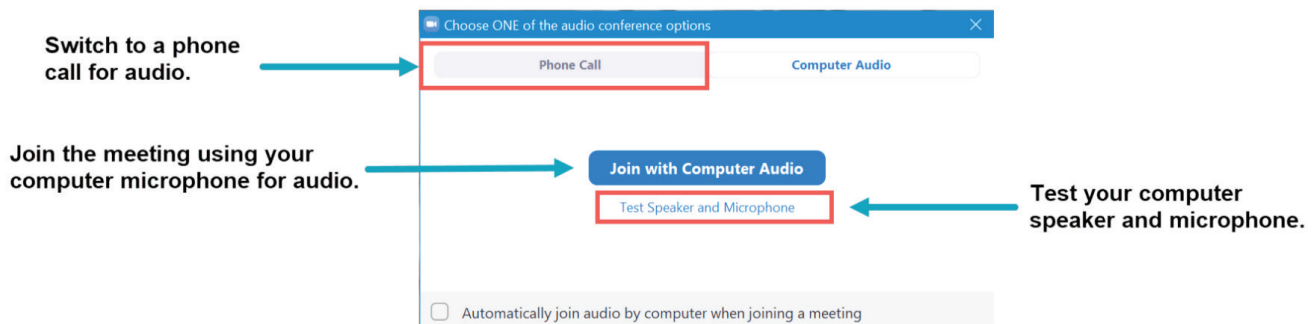 Choose ONE of the audio conference options
Switch to a phone
call for audio.
Phone Call
Computer Audio
Join the meeting using your
computer microphone for audio.
Join with Computer Audio
Test Speaker and Microphone
Test your computer
speaker and microphone.
Automatically join audio by computer when joining a meeting